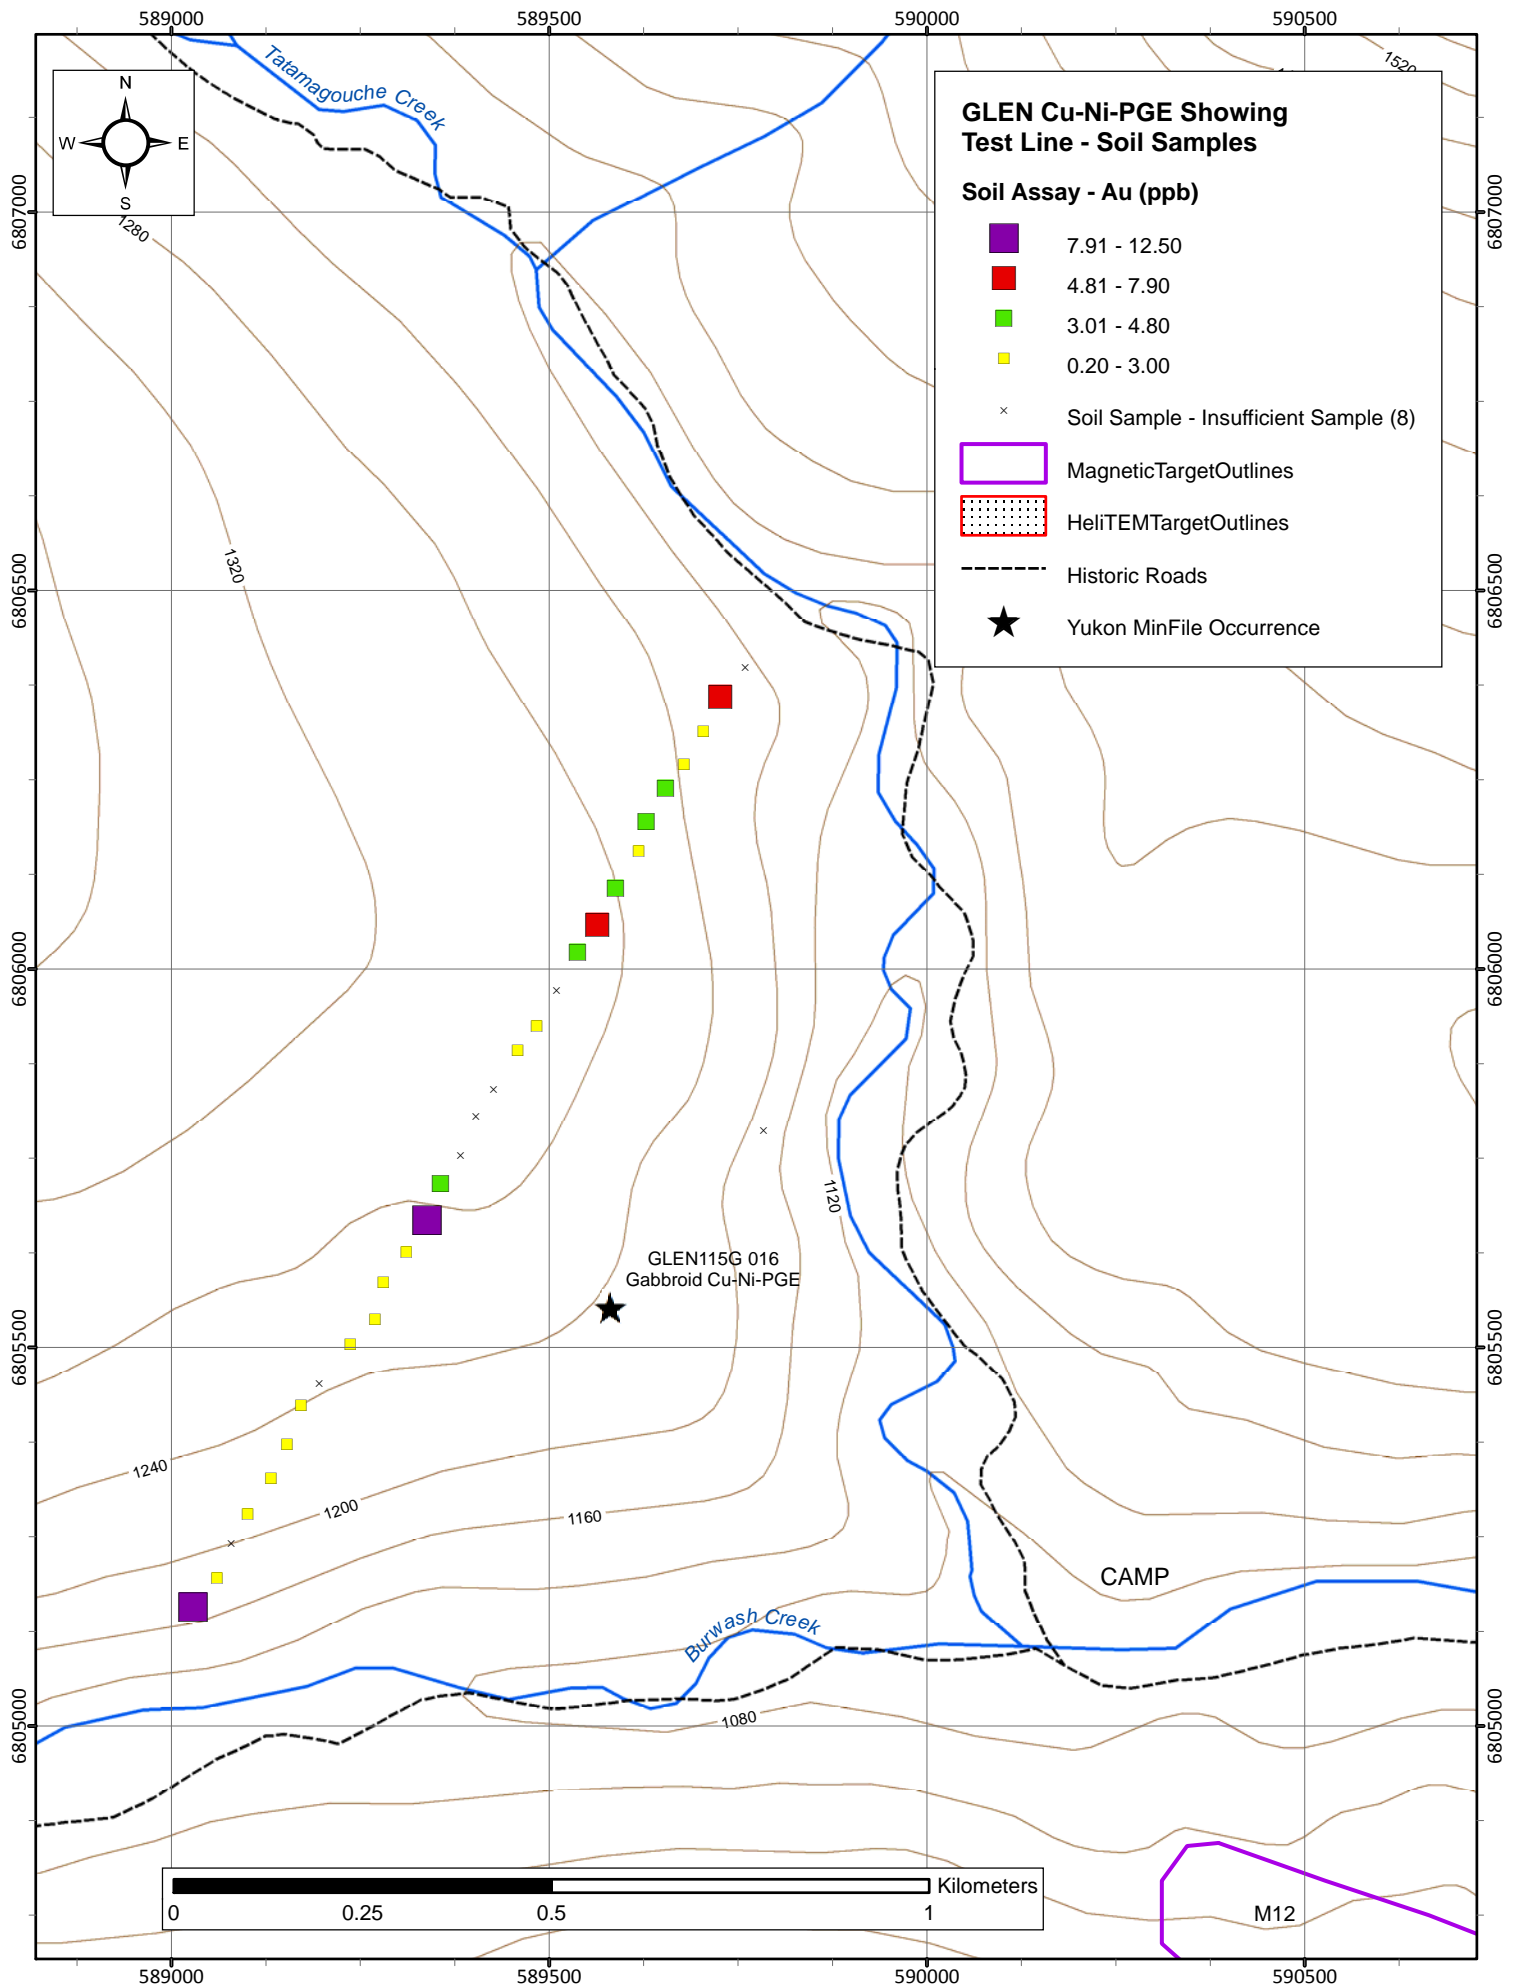 589000
589500
590000
590500
Tatamagouche Creek
1520
N
W
E
S
GLEN Cu-Ni-PGE Showing
Test Line - Soil Samples
Soil Assay - Au (ppb)
7.91 - 12.50
4.81 - 7.90
3.01 - 4.80
0.20 - 3.00
Soil Sample - Insufficient Sample (8)
MagneticTargetOutlines
HeliTEMTargetOutlines
Historic Roads
Yukon MinFile Occurrence
6807000
6807000
1280
1320
6806500
6806500
6806000
6806000
1120
GLEN115G 016
Gabbroid Cu-Ni-PGE
6805500
6805500
1240
1200
1160
CAMP
Burwash Creek
1080
6805000
6805000
Kilometers
0
0.25
0.5
1
M12
589000
589500
590000
590500